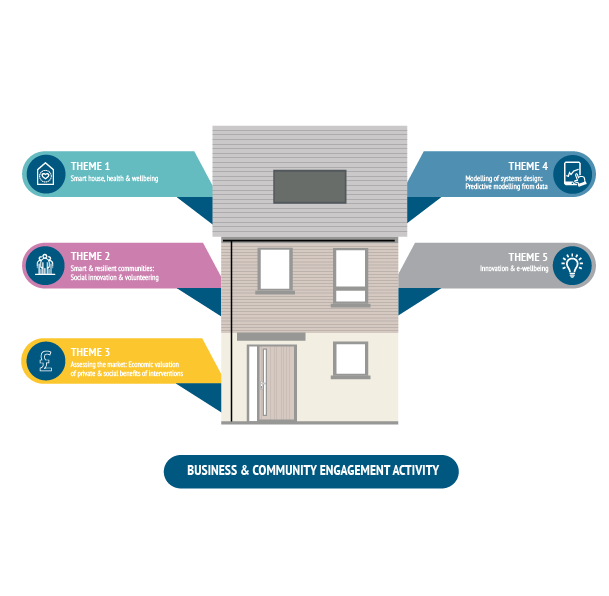 THEME 1
Smart house, health & wellbeing
THEME 2
Smart & resilient communities:
Social innovation & volunteering
THEME 3
Assessing the market: Economic valuation
of private & social benefits of interventions
THEME 4
Modelling of systems design:
Predictive modelling from data
THEME 5
Innovation & e-wellbeing
BUSINESS & COMMUNITY ENGAGEMENT ACTIVITY